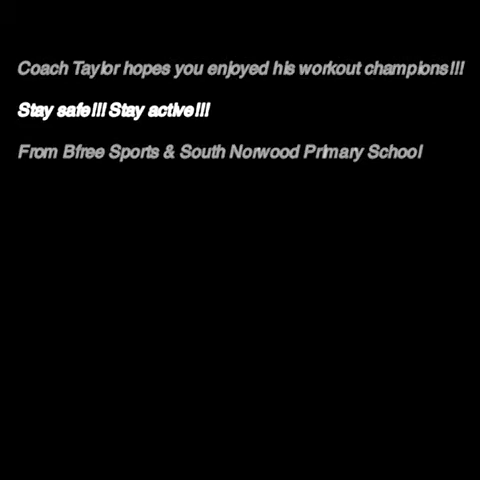 Coach Taylor hopes you enjoyed his workout champions!!!
Stay safe!!! Stay active!!!
From Bfree Sports & South Norwood Primary School